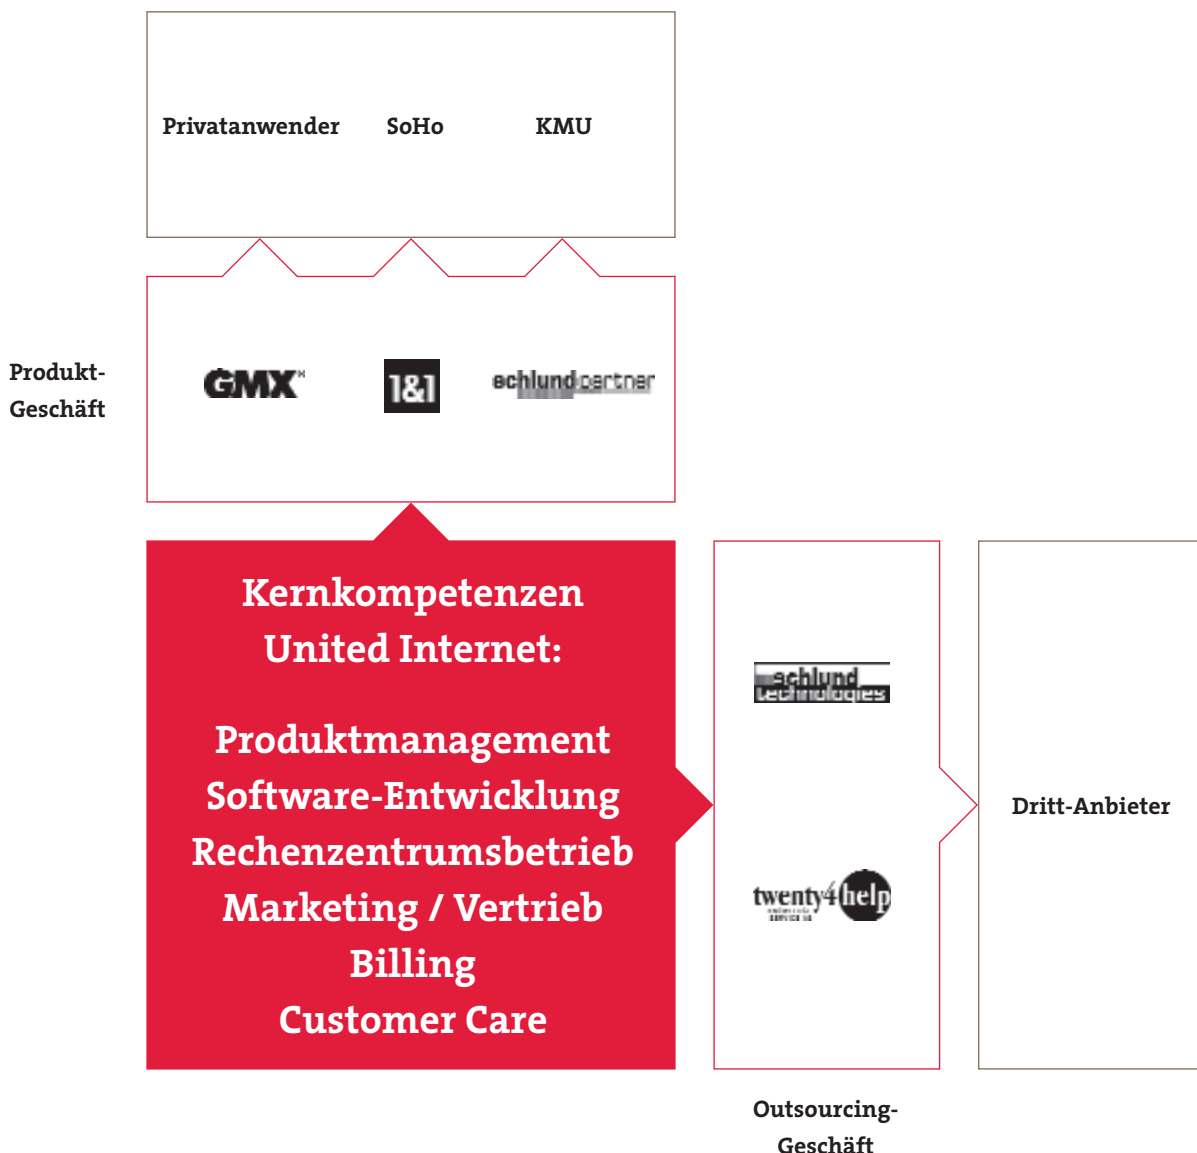 Privatanwender SoHo KMU
Produkt-
Geschäft
GMX
1&1
schlund partner
Kernkompetenzen
United Internet:
Produktmanagement
Software-Entwicklung
Rechenzentrumsbetrieb
Marketing / Vertrieb
Billing
Customer Care
schlund
technologies
twenty4help
Dritt-Anbieter
Outsourcing-
Geschäft